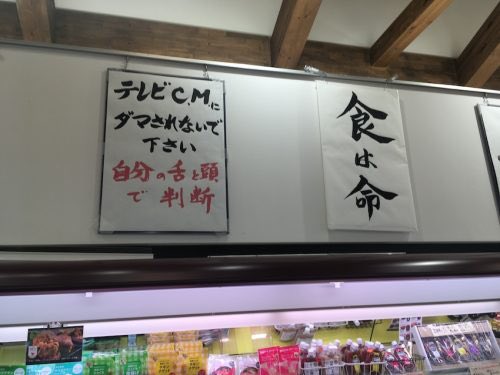 テレビC.M.に
ダマされないで
下さい
自分の舌と頭
で判断
食は命